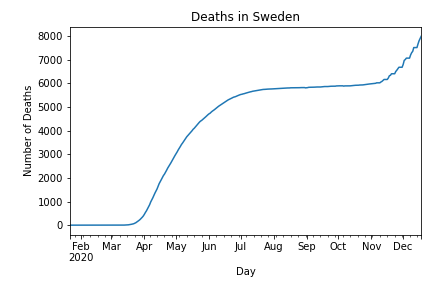 Deaths in Sweden
Number of Deaths
8000
7000
6000
5000
4000
3000
2000
1000
0
Feb Mar Apr May Jun Jul Aug Sep Oct Nov Dec
2020
Day